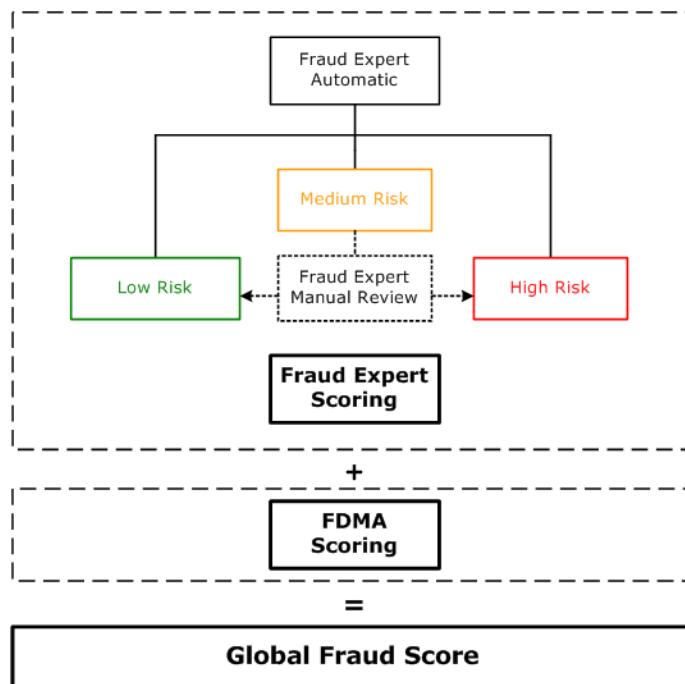 Fraud Expert
Automatic
Medium Risk
Low Risk
Fraud Expert
Manual Review
High Risk
Fraud Expert
Scoring
+
FDMA
Scoring
=
Global Fraud Score